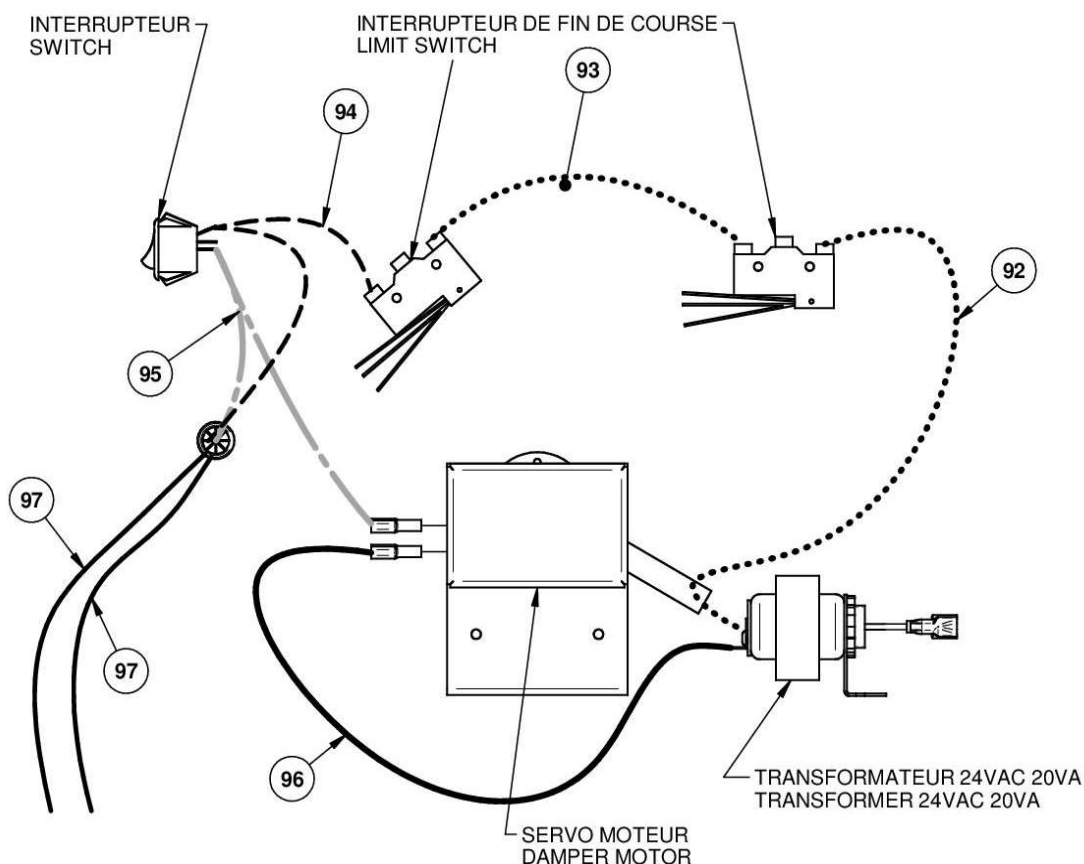 INTERRUPTEUR
SWITCH
INTERRUPTEUR DE FIN DE COURSE
LIMIT SWITCH
93
94
92
95
97
97
96
TRANSFORMATEUR 24VAC 20VA
TRANSFORMER 24VAC 20VA
SERVO MOTEUR
DAMPER MOTOR